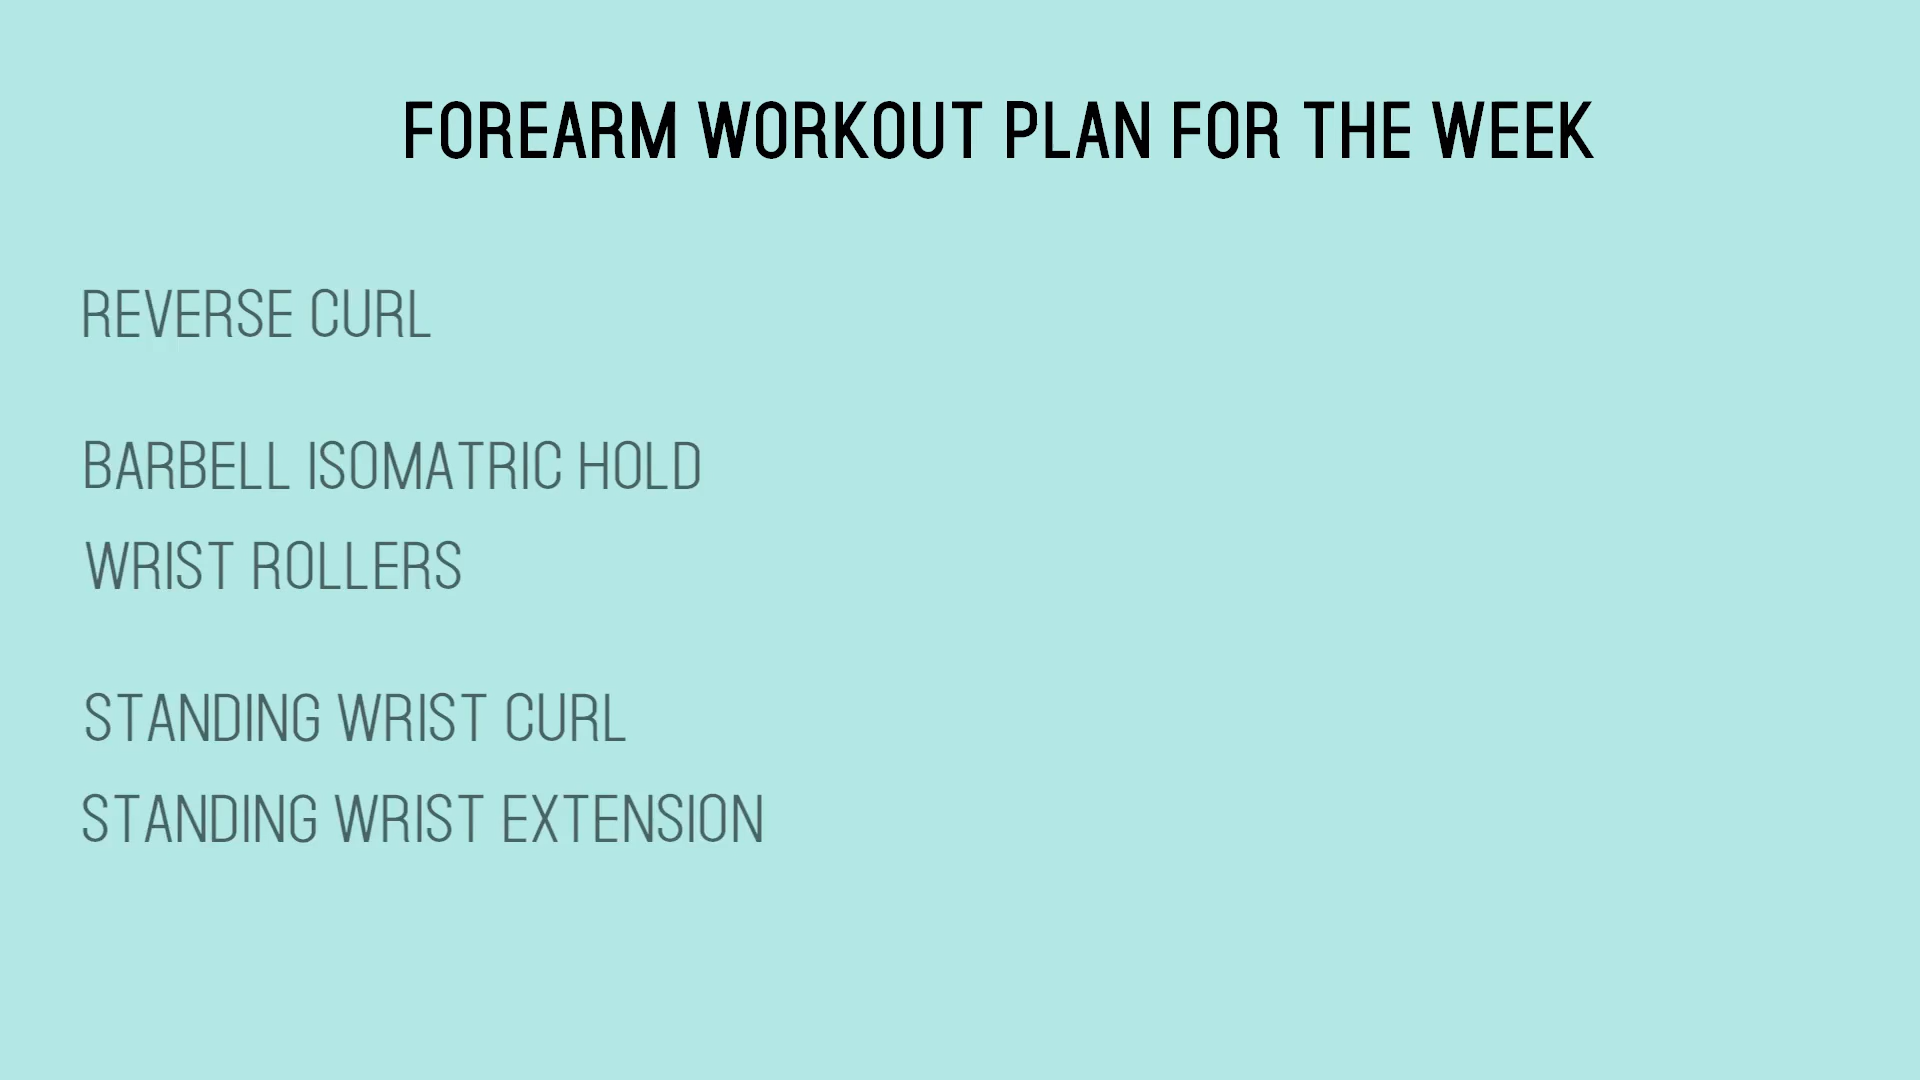 FOREARM WORKOUT PLAN FOR THE WEEK
REVERSE CURL
BARBELL ISOMATRIC HOLD
WRIST ROLLERS
STANDING WRIST CURL
STANDING WRIST EXTENSION